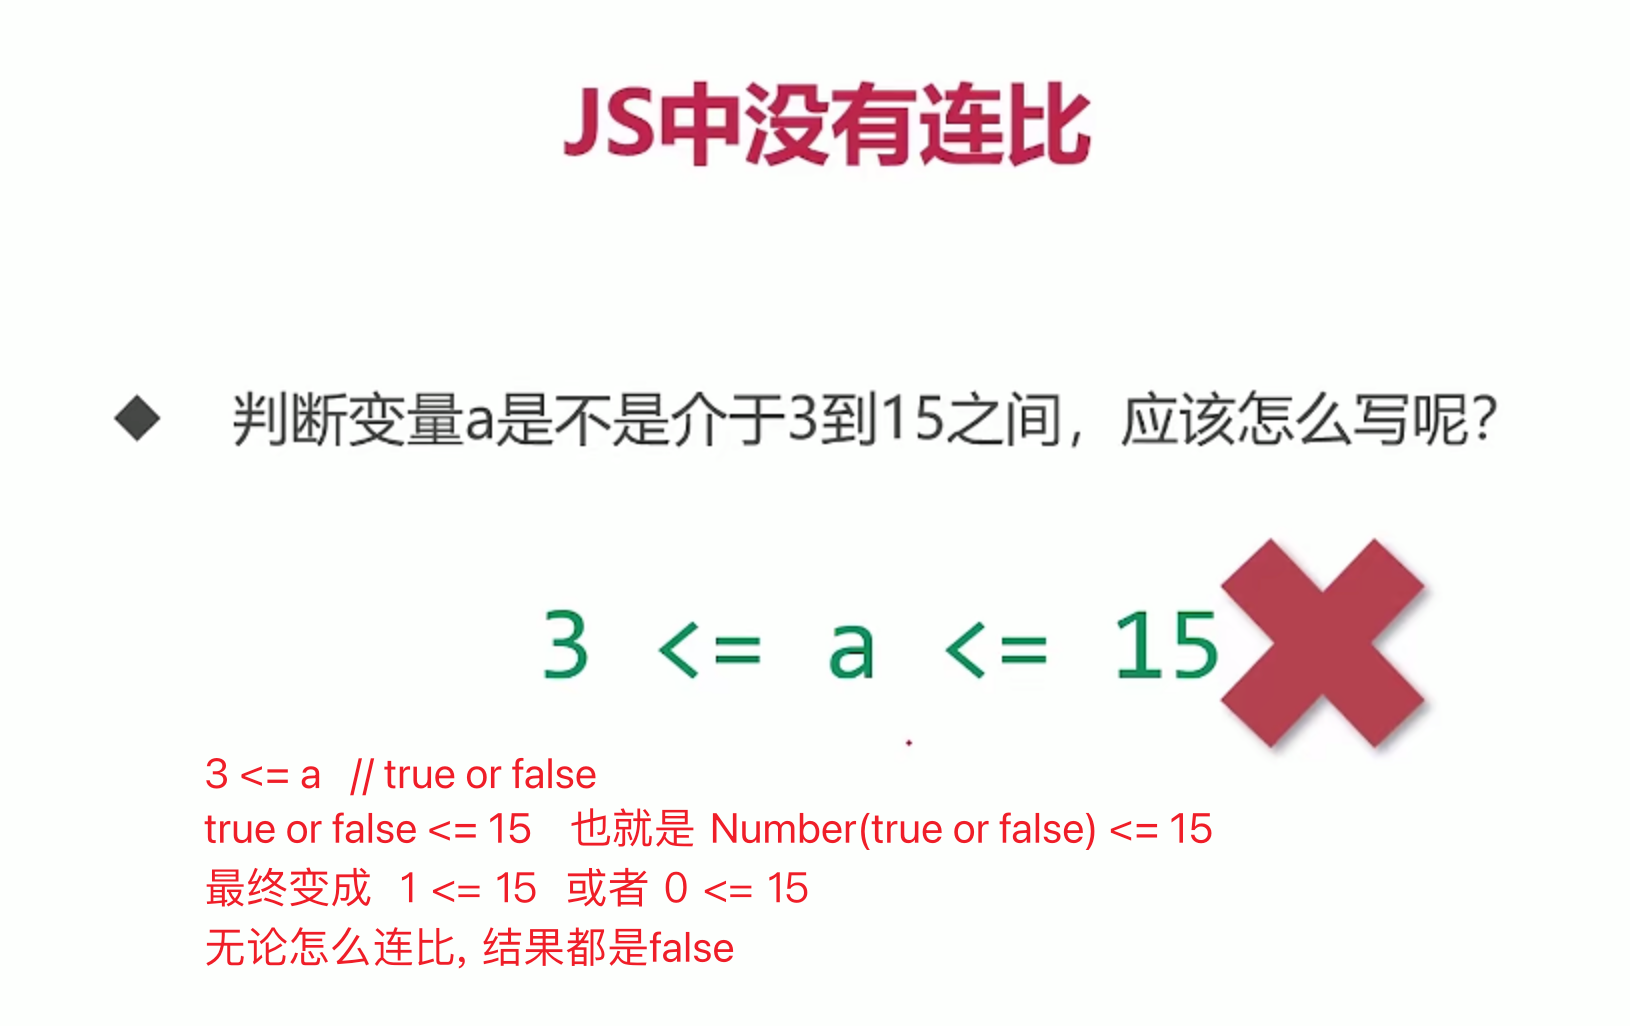 JS中没有连比
◆ 判断变量a是不是介于3到15之间，应该怎么写呢？
3 <= a <= 15
3 <= a // true or false
true or false <= 15 也就是 Number(true or false) <= 15
最终变成 1 <= 15 或者 0 <= 15
无论怎么连比, 结果都是false